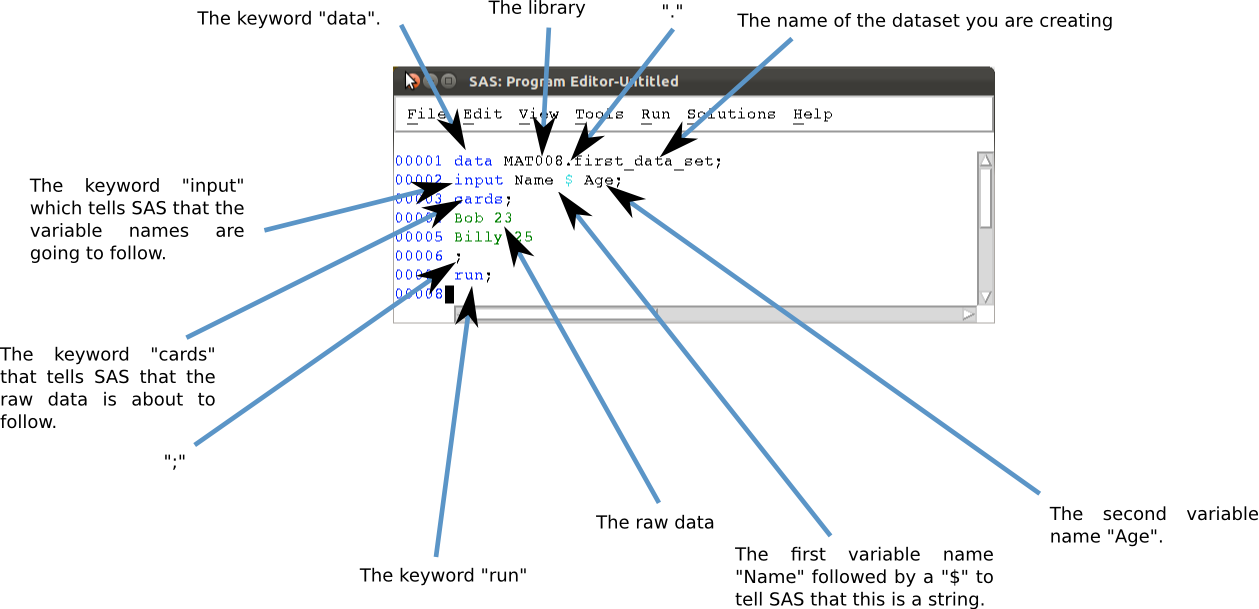 The keyword "data".
The library
"."
The name of the dataset you are creating
SAS: Program Editor-Untitled
File Edit View Tools Run Solutions Help
00001 data MAT008.first_data_set;
00002 input Name $ Age;
00003 cards;
00004 Bob 23
00005 Billy 25
00006 ;
00007 run;
00008
The keyword "input"
which tells SAS that the
variable names are
going to follow.
The keyword "cards"
that tells SAS that the
raw data is about to
follow.
";"
The keyword "run"
The raw data
The first variable name
"Name" followed by a "$" to
tell SAS that this is a string.
The second variable
name "Age".